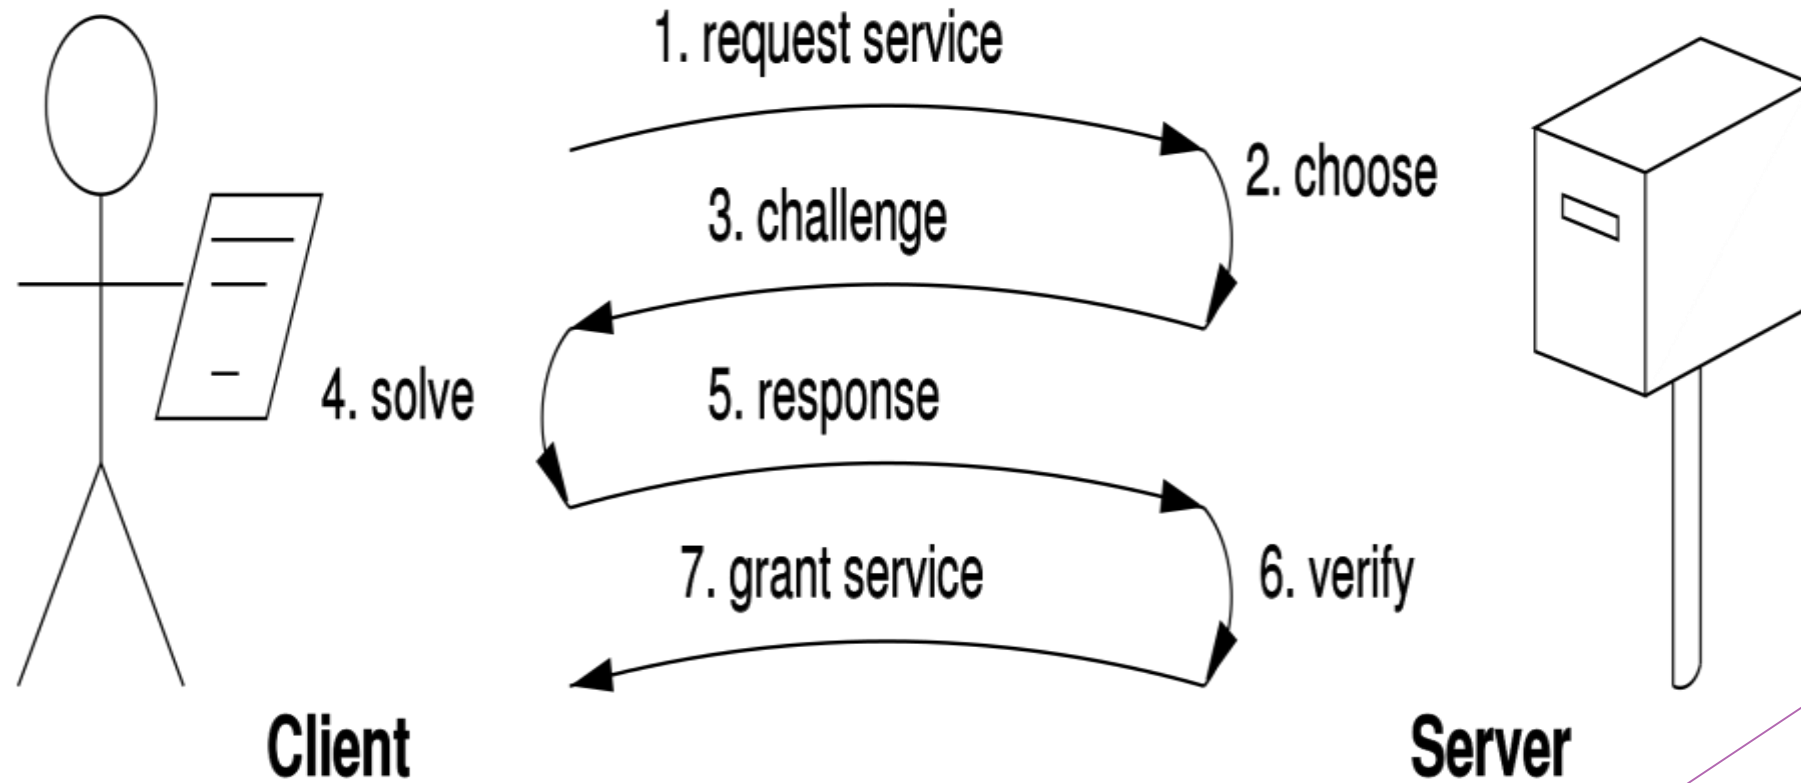 1. request service
2. choose
3. challenge
4. solve
5. response
6. verify
7. grant service
Client
Server